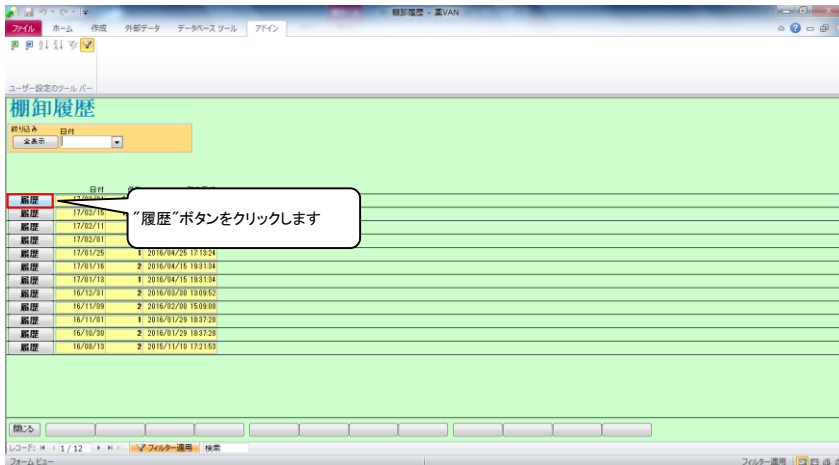 棚卸履歴 - 薬VAN
ファイル ホーム 作成 外部データ データベース ツール アドイン
ユーザー設定のツール バー
棚卸履歴
絞り込み 日付
全表示
日付
履歴
"履歴"ボタンをクリックします
履歴 17/02/15
履歴 17/02/11
履歴 17/02/01
履歴 17/01/25 1 2016/04/25 17:13:24
履歴 17/01/16 2 2016/04/15 19:31:34
履歴 17/01/13 1 2016/04/15 19:31:34
履歴 16/12/31 2 2016/03/30 13:09:52
履歴 16/11/09 2 2016/02/08 15:09:08
履歴 16/11/01 1 2016/01/29 18:37:28
履歴 16/10/30 2 2016/01/29 18:37:28
履歴 16/08/13 2 2015/11/10 17:21:53
閉じる
レコード: 1 / 12 フィルター適用 検索
フォーム ビュー フィルター適用